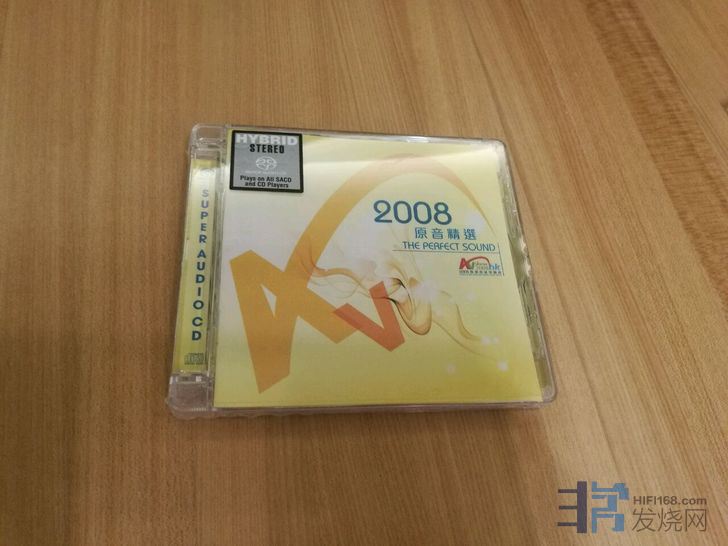 HYBRID
STEREO
Plays on All SACD
and CD Players
SUPER AUDIO CD
2008
原音精選
THE PERFECT SOUND
AV
HIFI168.com
发烧网